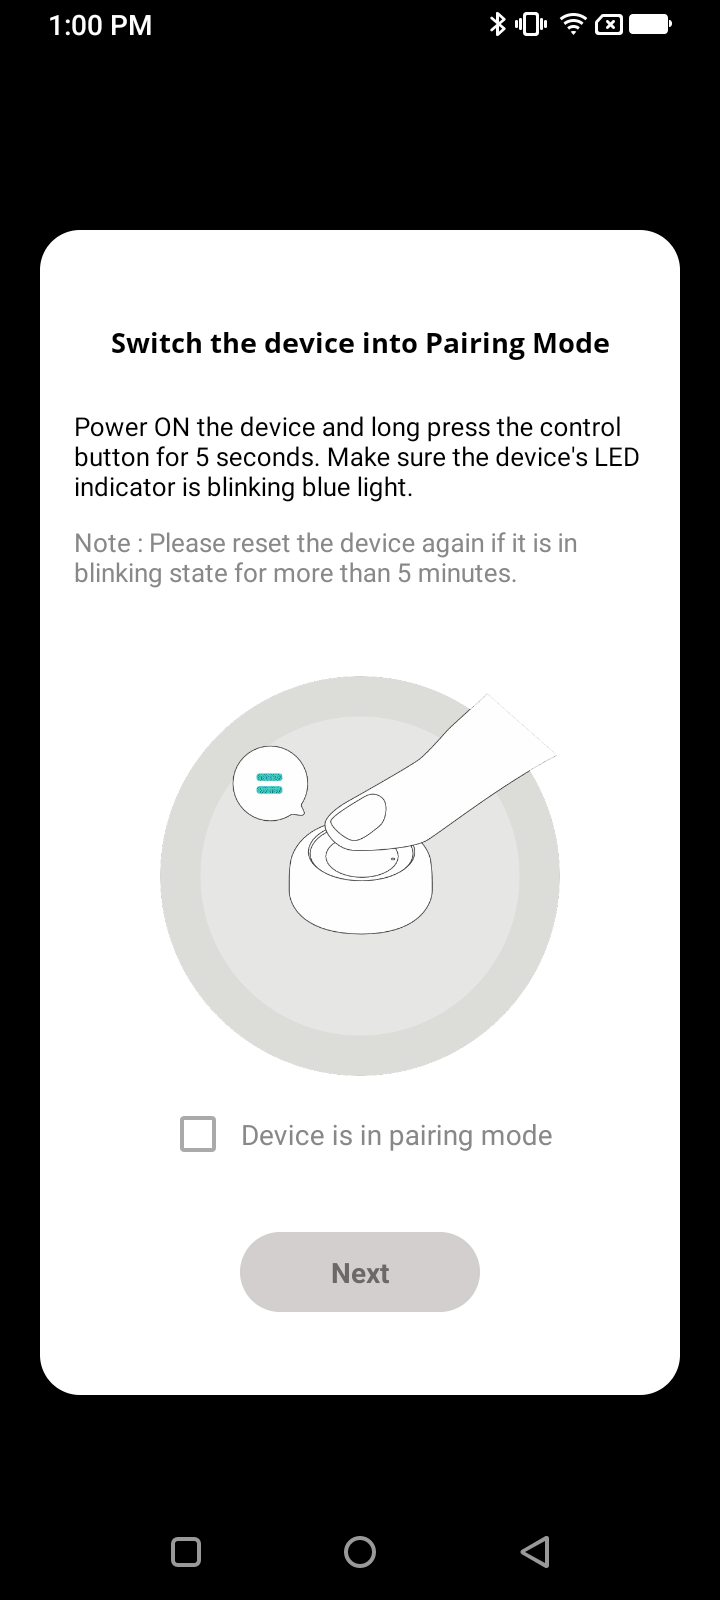 1:00 PM
Switch the device into Pairing Mode
Power ON the device and long press the control
button for 5 seconds. Make sure the device's LED
indicator is blinking blue light.
Note : Please reset the device again if it is in
blinking state for more than 5 minutes.
Device is in pairing mode
Next